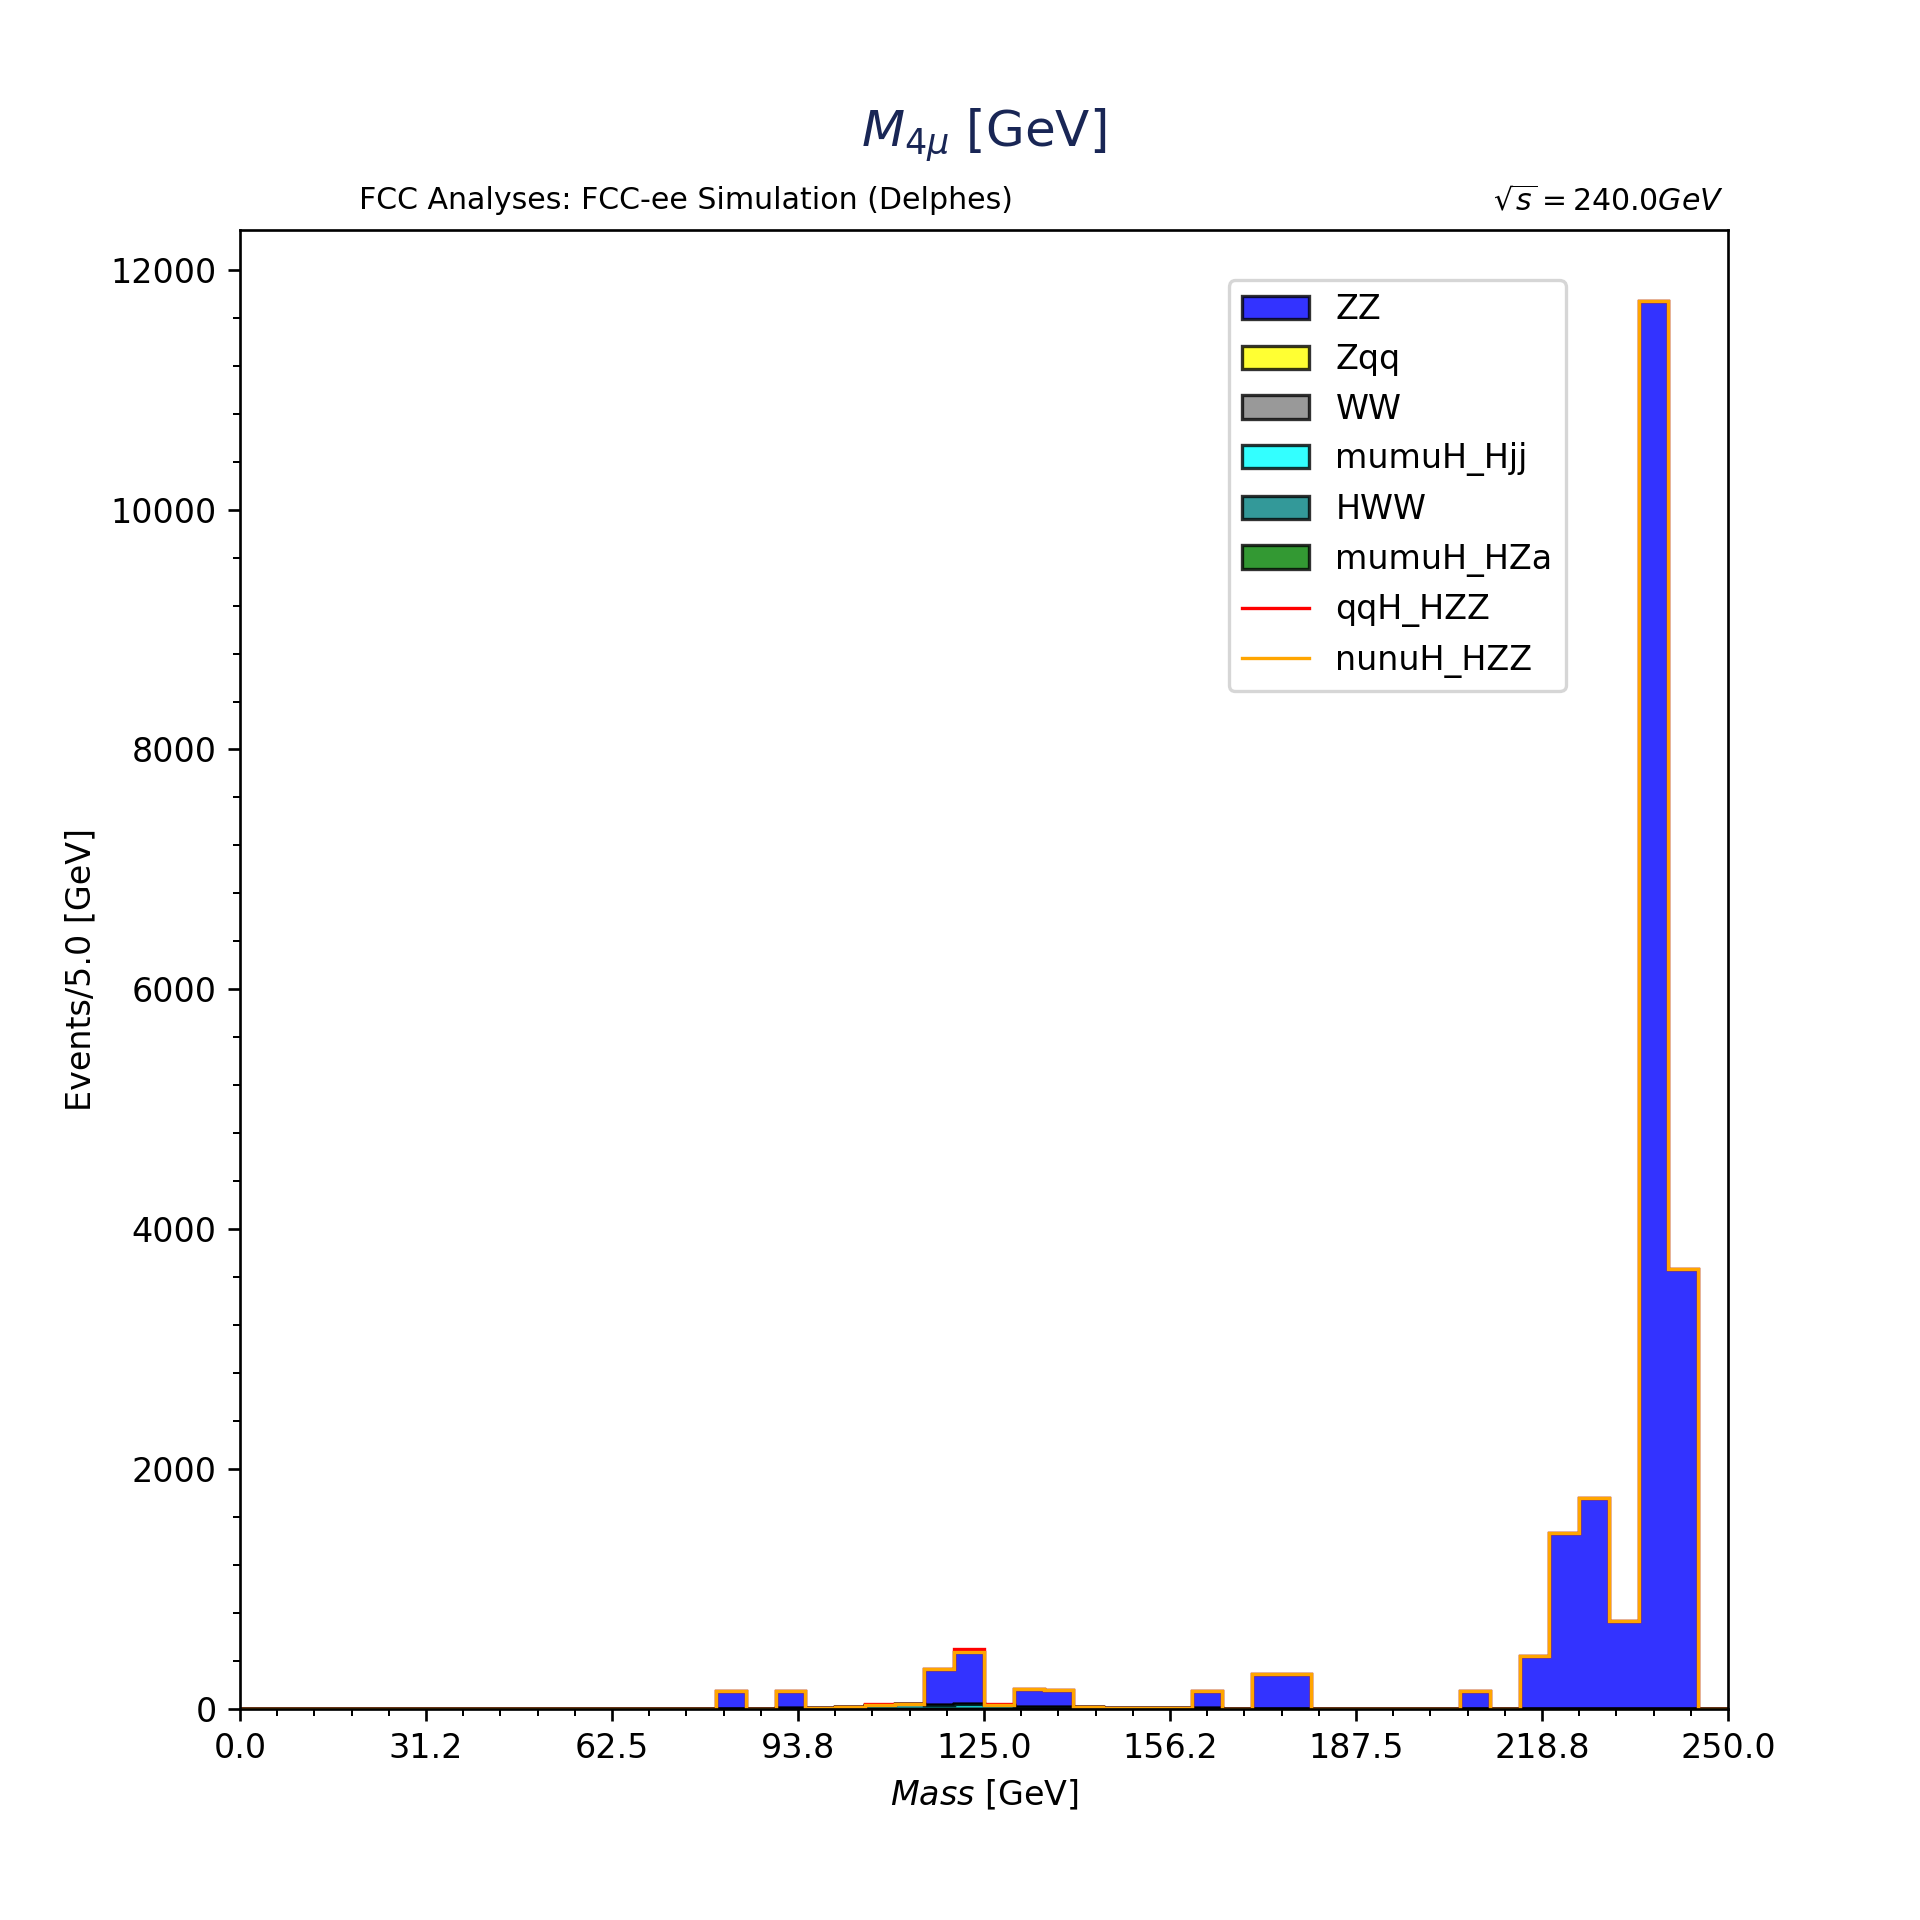 M4μ [GeV]
FCC Analyses: FCC-ee Simulation (Delphes)
√s = 240.0GeV
12000
10000
8000
6000
4000
2000
0
Events/5.0 [GeV]
ZZ
Zqq
WW
mumuH_Hjj
HWW
mumuH_HZa
qqH_HZZ
nunuH_HZZ
0.0 31.2 62.5 93.8 125.0 156.2 187.5 218.8 250.0
Mass [GeV]